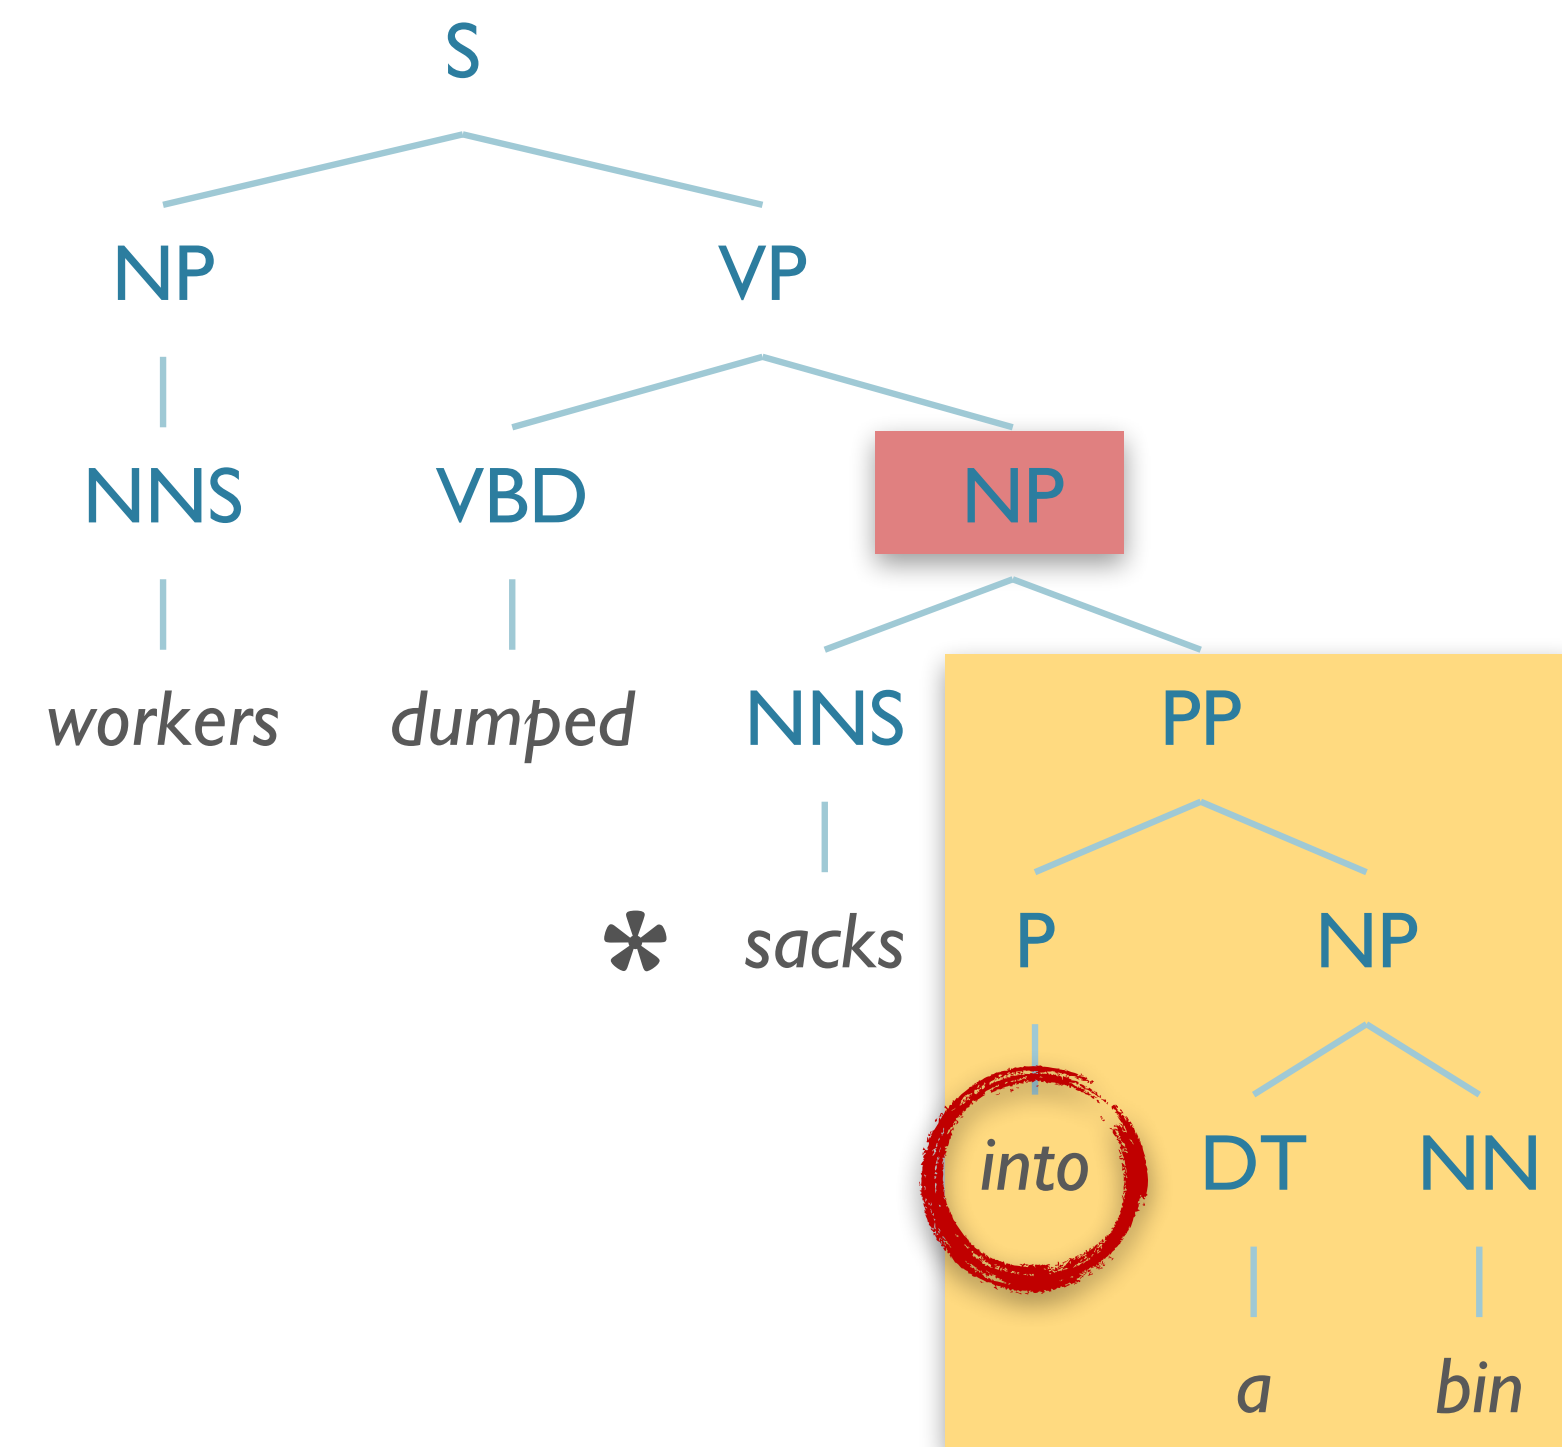 S
NP VP
NNS VBD NP
workers dumped NNS PP
* sacks P NP
into DT NN
a bin